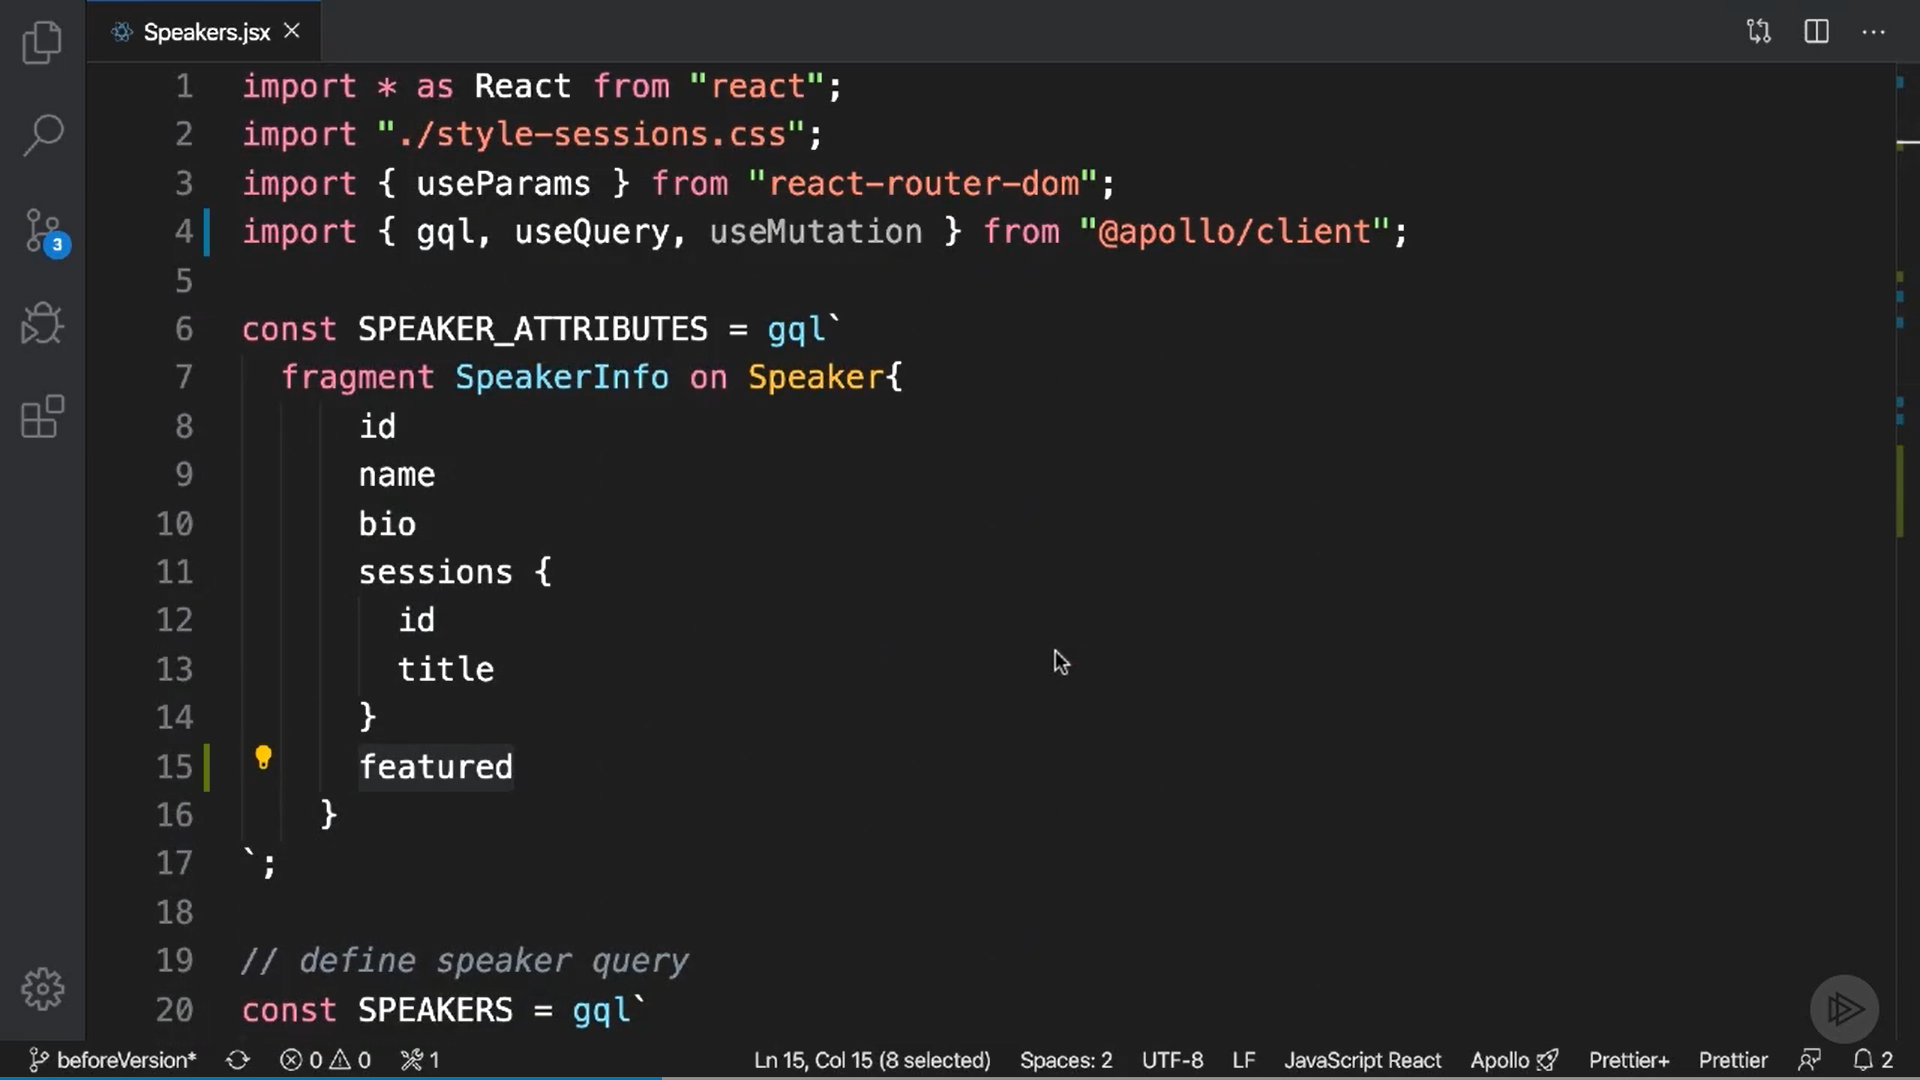 Speakers.jsx
1 import * as React from "react";
2 import "./style-sessions.css";
3 import { useParams } from "react-router-dom";
4 import { gql, useQuery, useMutation } from "@apollo/client";
5
6 const SPEAKER_ATTRIBUTES = gql`
7 fragment SpeakerInfo on Speaker{
8 id
9 name
10 bio
11 sessions {
12 id
13 title
14 }
15 featured
16 }
17 `;
18
19 // define speaker query
20 const SPEAKERS = gql`
3
beforeVersion* 0 0 1 Ln 15, Col 15 (8 selected) Spaces: 2 UTF-8 LF JavaScript React Apollo Prettier+ Prettier 2